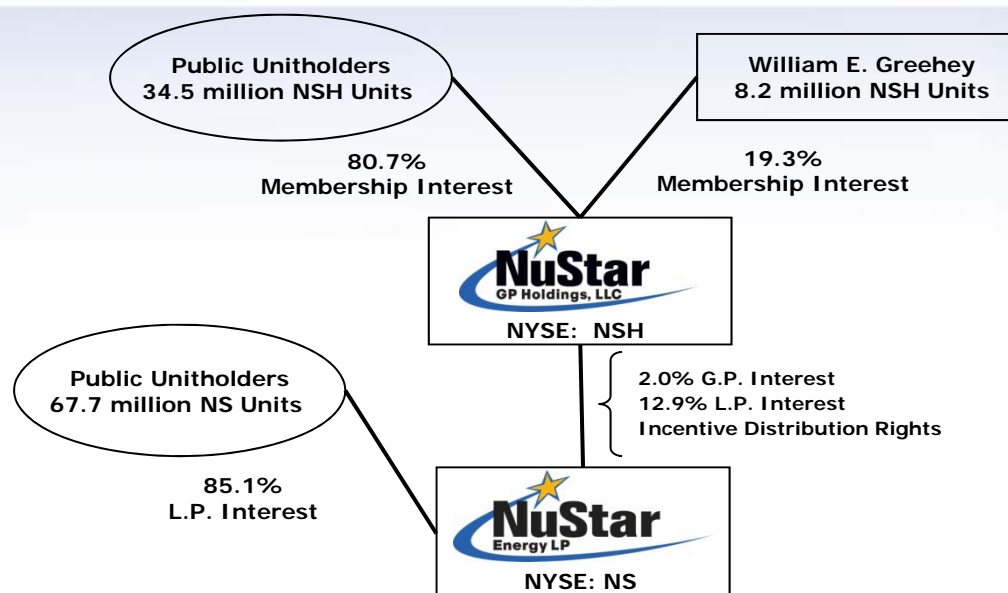 Public Unitholders
34.5 million NSH Units
William E. Greehey
8.2 million NSH Units
80.7%
Membership Interest
19.3%
Membership Interest
NuStar
GP Holdings, LLC
NYSE: NSH
Public Unitholders
67.7 million NS Units
2.0% G.P. Interest
12.9% L.P. Interest
Incentive Distribution Rights
85.1%
L.P. Interest
NuStar
Energy LP
NYSE: NS